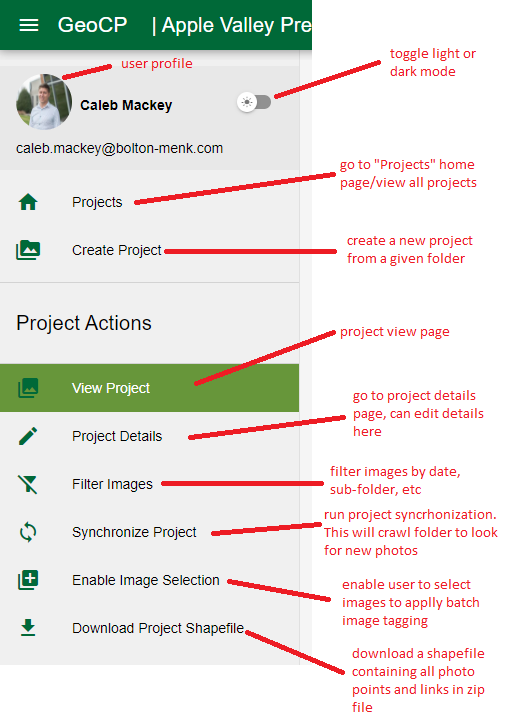 GeoCP | Apple Valley Pre
user profile
toggle light or
dark mode
Caleb Mackey
caleb.mackey@bolton-menk.com
go to "Projects" home
page/view all projects
Projects
create a new project
from a given folder
Create Project
Project Actions
project view page
View Project
go to project details
page, can edit details
here
Project Details
filter images by date,
sub-folder, etc
Filter Images
run project syncrhonization.
This will crawl folder to look
for new photos
Synchronize Project
enable user to select
images to applly batch
image tagging
Enable Image Selection
Download Project Shapefile
download a shapefile
containing all photo
points and links in zip
file